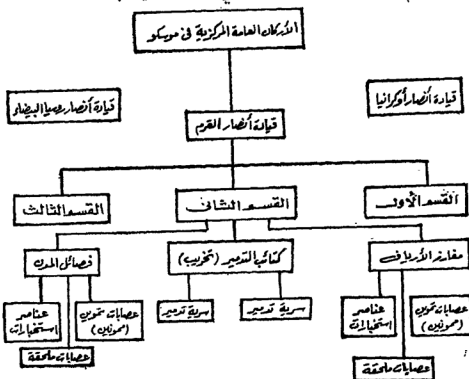 الأركان العامة المركزية في موسكو
قيادة أنصار أوكرانيا
قيادة أنصار روسيا البيضاء
قيادة أنصار القرم
القسم الأول
القسم الثاني
القسم الثالث
مفارز الأرياف
كتائب التدمير (تخريب)
فصائل المدن
عصابات تموين
(ممونين)
عناصر
استخبارات
سرية تدمير
سرية تدمير
عصابات تموين
(ممونين)
عناصر
استخبارات
عصابات ملحقة
عصابات ملحقة